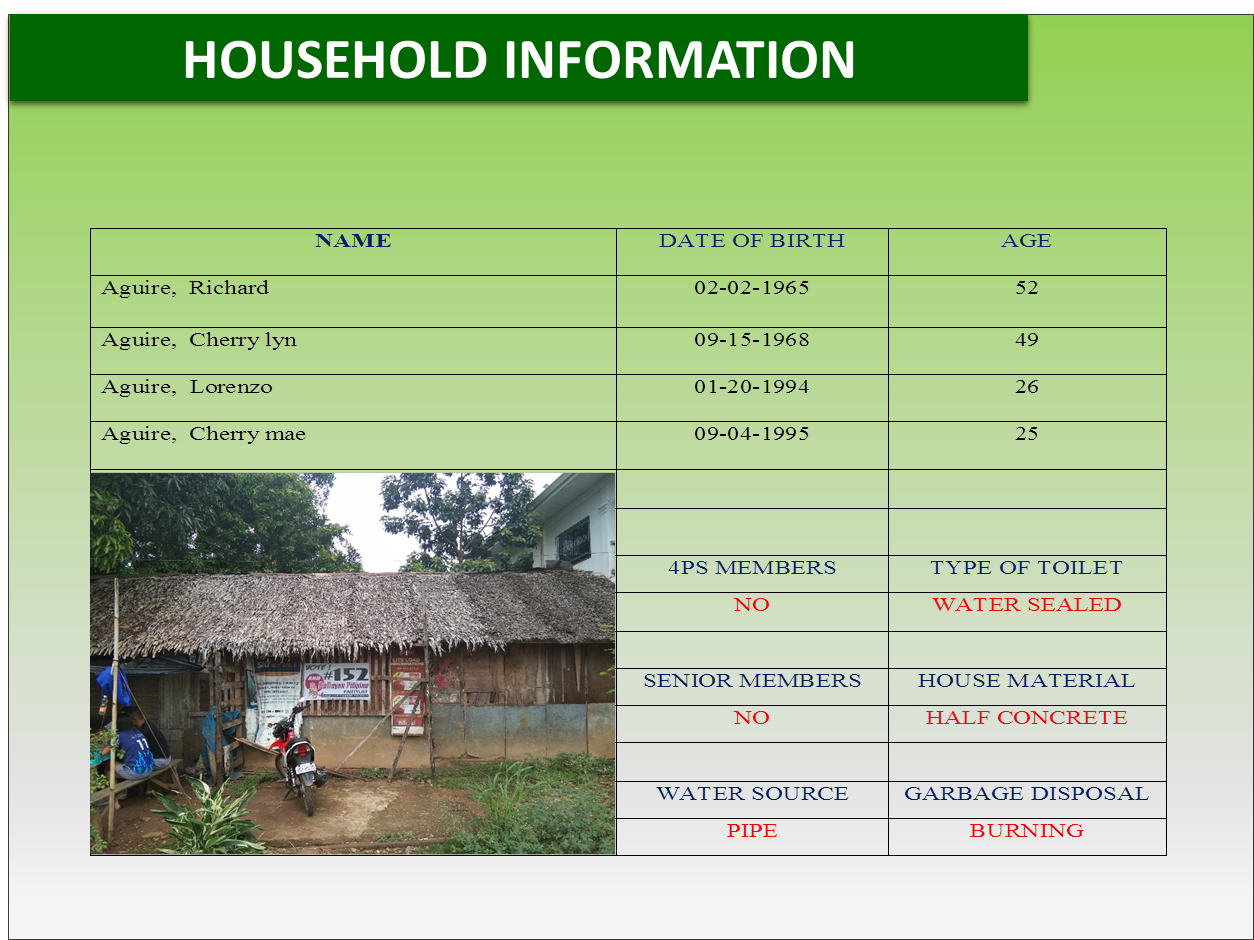 HOUSEHOLD INFORMATION
NAME DATE OF BIRTH AGE
Aguire, Richard 02-02-1965 52
Aguire, Cherry lyn 09-15-1968 49
Aguire, Lorenzo 01-20-1994 26
Aguire, Cherry mae 09-04-1995 25
4PS MEMBERS TYPE OF TOILET
NO WATER SEALED
SENIOR MEMBERS HOUSE MATERIAL
NO HALF CONCRETE
WATER SOURCE GARBAGE DISPOSAL
PIPE BURNING
VOTE!
#152
PARTYLIST
11